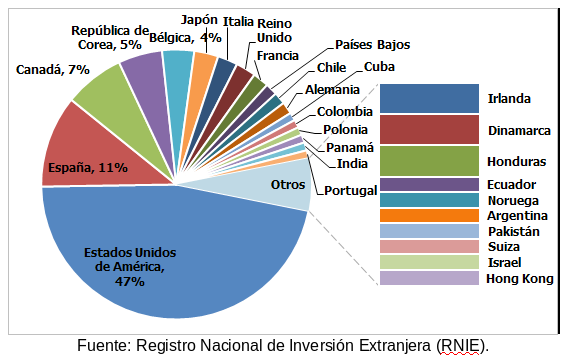 República de
Corea, 5%
Bélgica, 4%
Japón
Italia
Reino
Unido
Francia
Países Bajos
Chile
Cuba
Alemania
Colombia
Polonia
Panamá
India
Portugal
Otros
Canadá, 7%
España, 11%
Estados Unidos
de América,
47%
Irlanda
Dinamarca
Honduras
Ecuador
Noruega
Argentina
Pakistán
Suiza
Israel
Hong Kong
Fuente: Registro Nacional de Inversión Extranjera (RNIE).